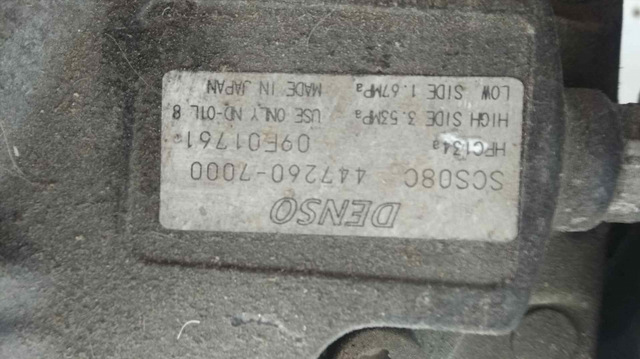 DENSO
SCS08C 447260-7000
HFC134a 09E01761a
HIGH SIDE 3.53MPa USE ONLY ND-OIL 8
LOW SIDE 1.67MPa MADE IN JAPAN